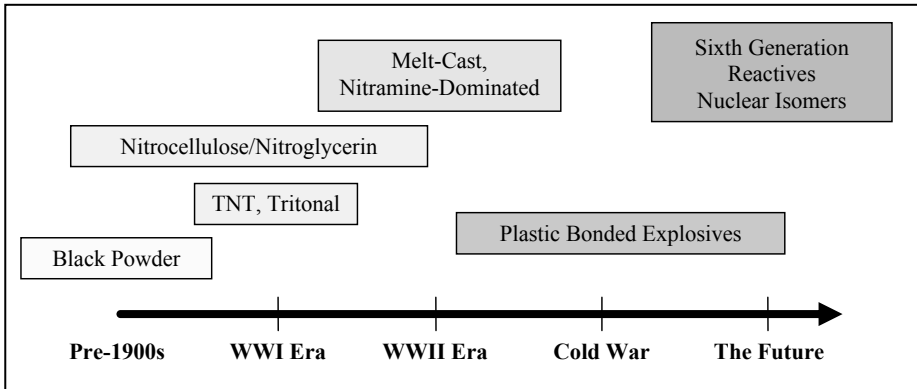 Melt-Cast,
Nitramine-Dominated
Sixth Generation
Reactives
Nuclear Isomers
Nitrocellulose/Nitroglycerin
TNT, Tritonal
Plastic Bonded Explosives
Black Powder
Pre-1900s
WWI Era
WWII Era
Cold War
The Future